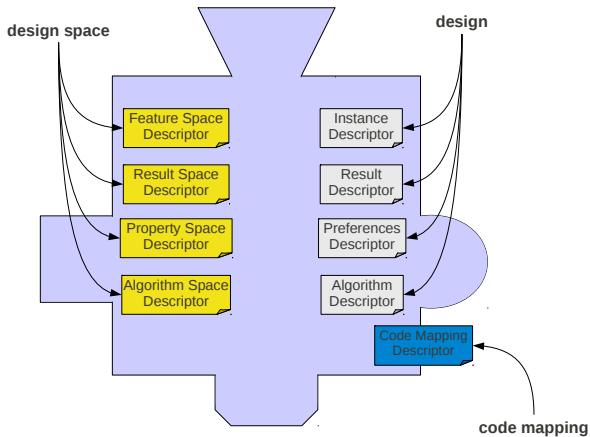 design space
design
Feature Space
Descriptor
Instance
Descriptor
Result Space
Descriptor
Result
Descriptor
Property Space
Descriptor
Preferences
Descriptor
Algorithm Space
Descriptor
Algorithm
Descriptor
Code Mapping
Descriptor
code mapping